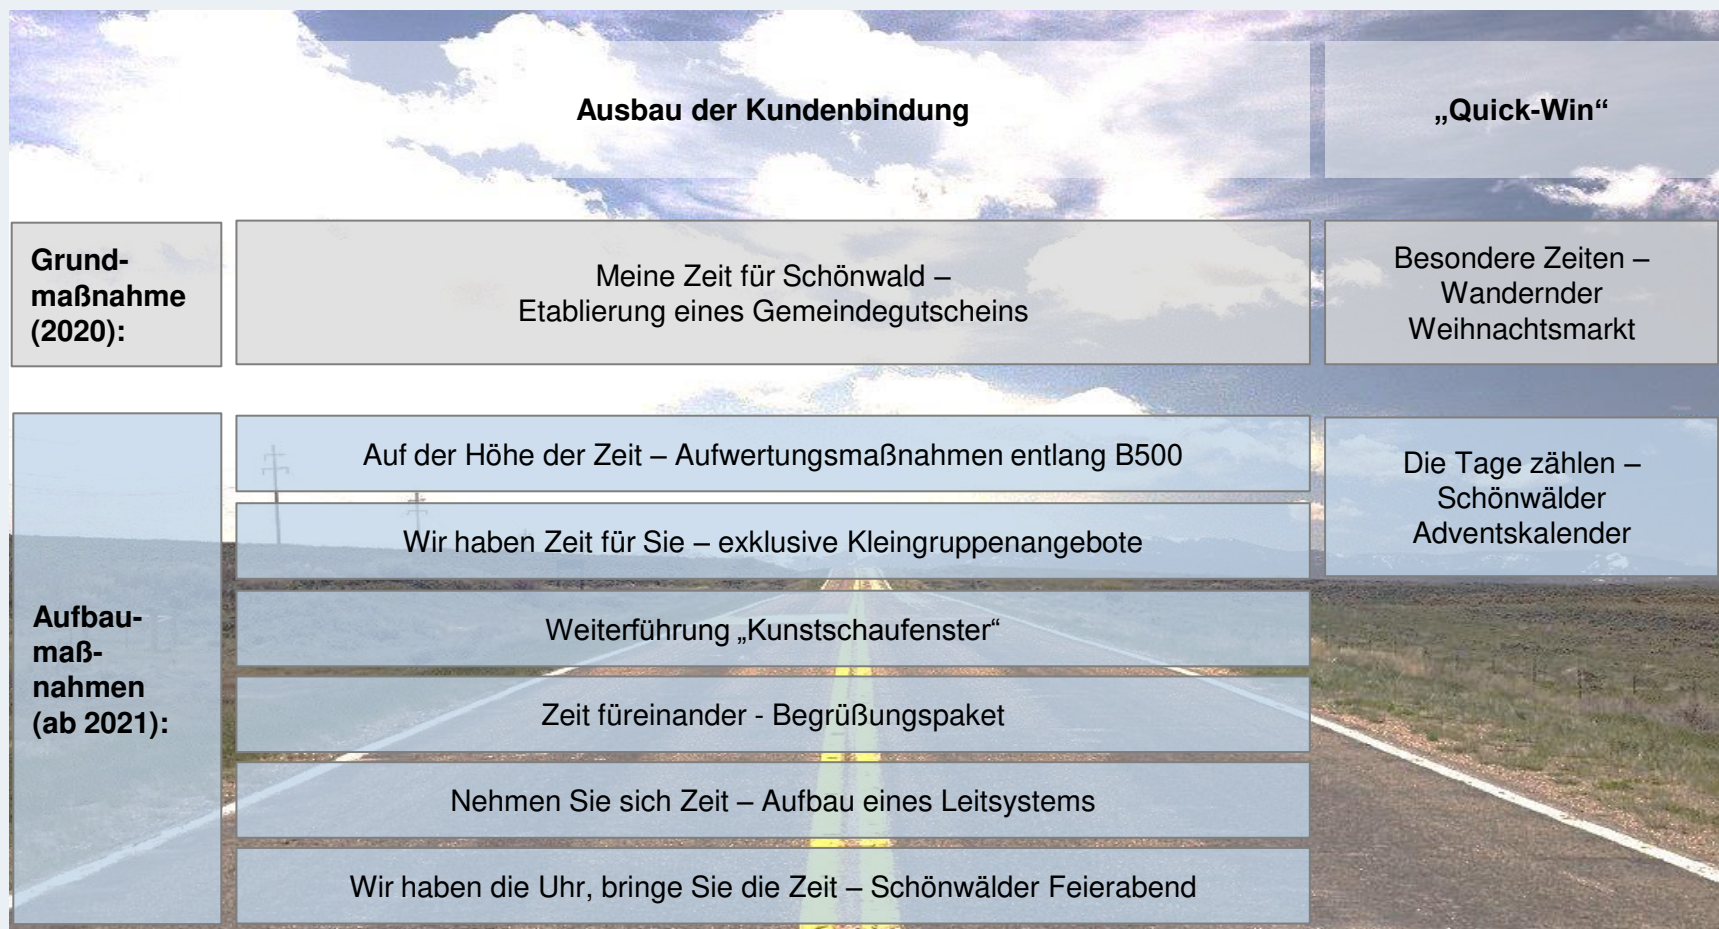 Ausbau der Kundenbindung
„Quick-Win“
Grund-
maßnahme
(2020):
Meine Zeit für Schönwald –
Etablierung eines Gemeindegutscheins
Besondere Zeiten –
Wandernder
Weihnachtsmarkt
Aufbau-
maß-
nahmen
(ab 2021):
Auf der Höhe der Zeit – Aufwertungsmaßnahmen entlang B500
Wir haben Zeit für Sie – exklusive Kleingruppenangebote
Weiterführung „Kunstschaufenster“
Zeit füreinander - Begrüßungspaket
Nehmen Sie sich Zeit – Aufbau eines Leitsystems
Wir haben die Uhr, bringe Sie die Zeit – Schönwälder Feierabend
Die Tage zählen –
Schönwälder
Adventskalender